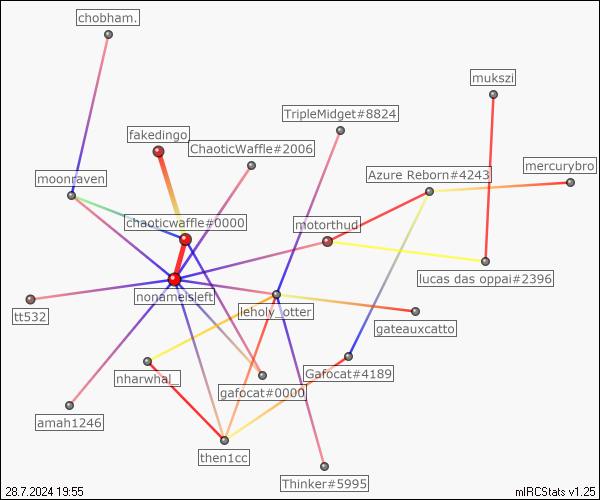 chobham.
mukszi
TripleMidget#8824
fakedingo
ChaoticWaffle#2006
mercurybro
Azure Reborn#4243
moonraven
chaoticwaffle#0000
motorthud
lucas das oppai#2396
nonameisleft
leholy_otter
tt532
gateauxcatto
Gafocat#4189
nharwhal_
gafocat#0000
amah1246
then1cc
Thinker#5995
28.7.2024 19:55
mIRCStats v1.25